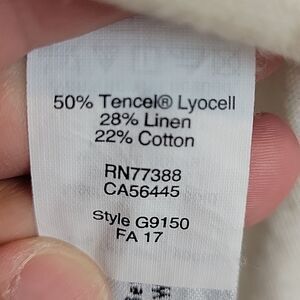 50% Tencel® Lyocell
28% Linen
22% Cotton
RN77388
CA56445
Style G9150
FA 17